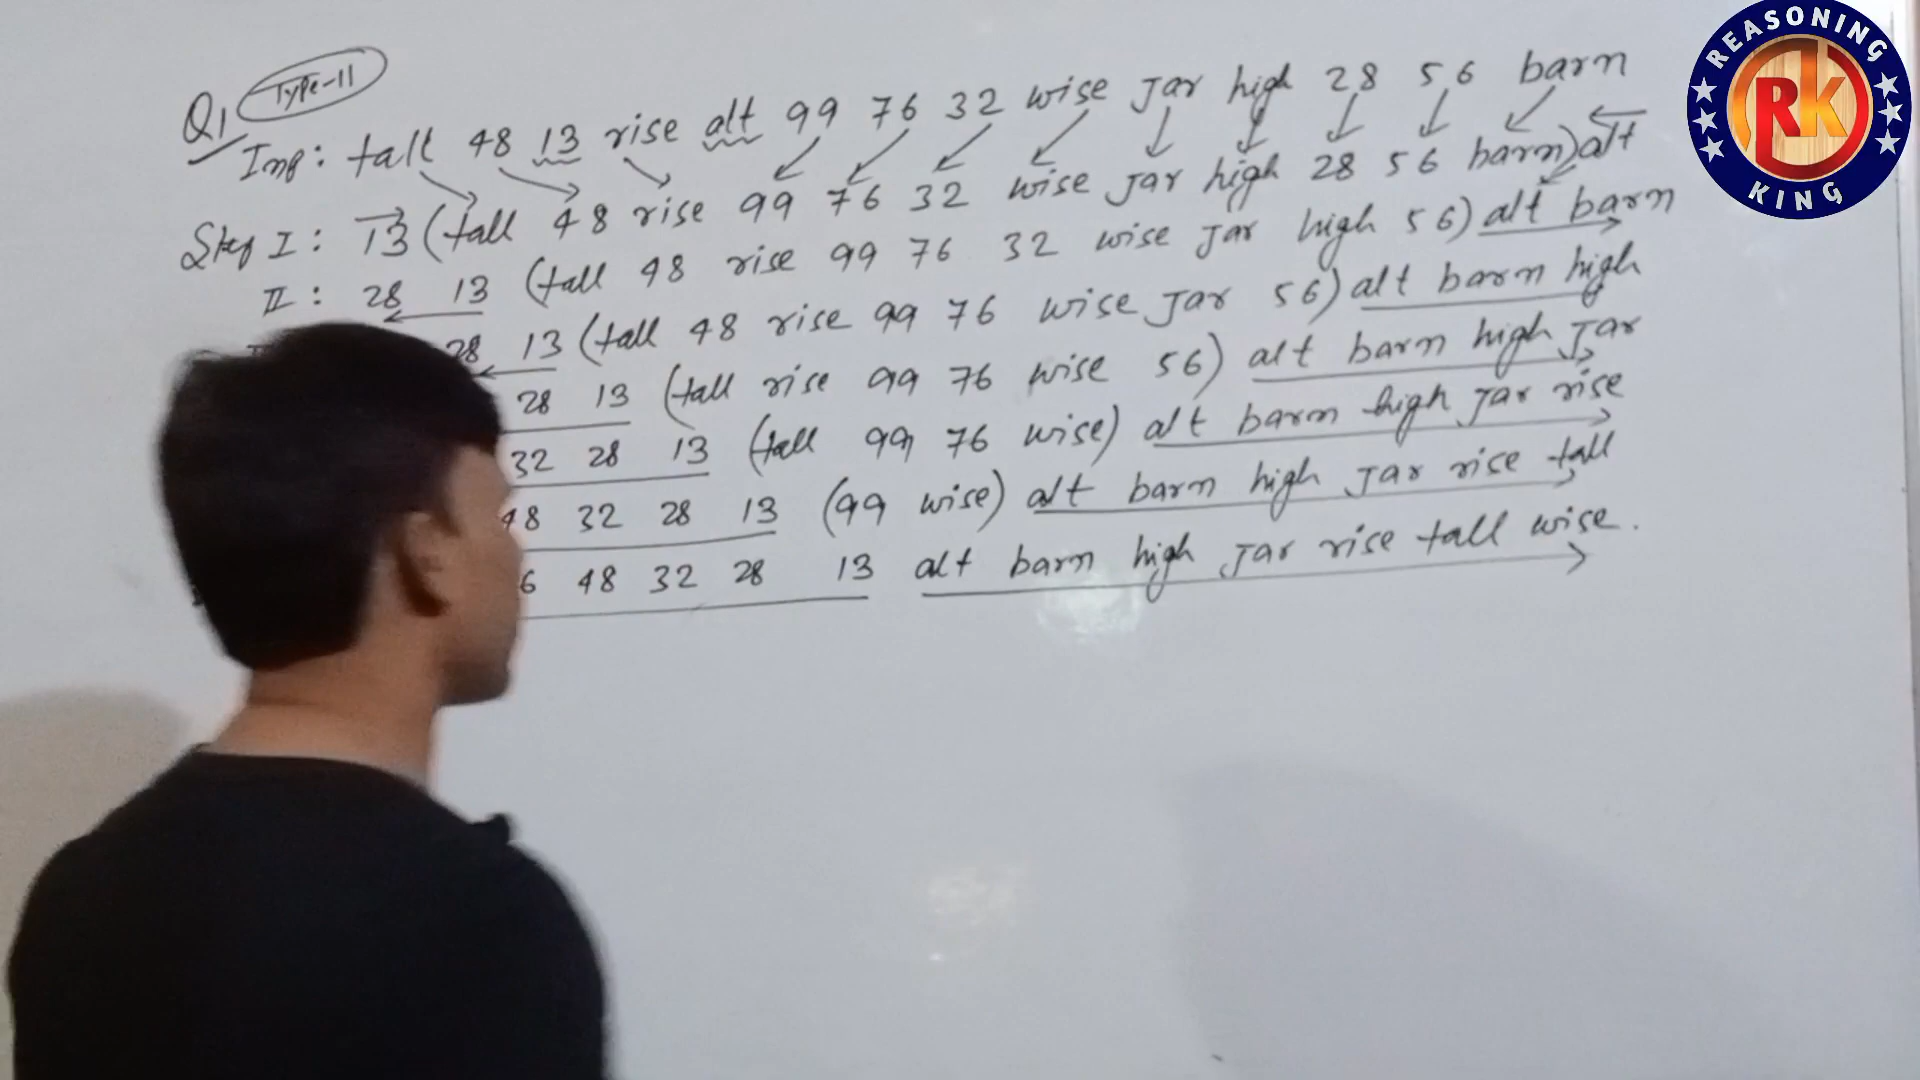 Q1 Type-11
Inp: tall 48 13 rise alt 99 76 32 wise Jar high 28 56 barn
Step I: 13 (tall 48 rise 99 76 32 wise Jar high 28 56 barn) alt
II: 28 13 (tall 48 rise 99 76 32 wise Jar high 56) alt barn
28 13 (tall 48 rise 99 76 wise Jar 56) alt barn high
28 13 (tall rise 99 76 wise 56) alt barn high Jar
32 28 13 (tall 99 76 wise) alt barn high Jar rise
48 32 28 13 (99 wise) alt barn high Jar rise tall
6 48 32 28 13 alt barn high Jar rise tall wise.
REASONING
RK
KING